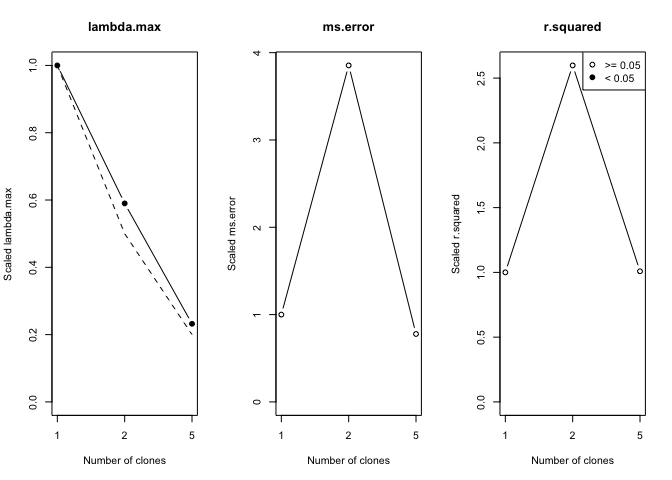 lambda.max
Scaled lambda.max
0.0
0.2
0.4
0.6
0.8
1.0
1 2 5
Number of clones
ms.error
Scaled ms.error
0
1
2
3
4
1 2 5
Number of clones
r.squared
Scaled r.squared
0.0
0.5
1.0
1.5
2.0
2.5
>= 0.05
< 0.05
1 2 5
Number of clones